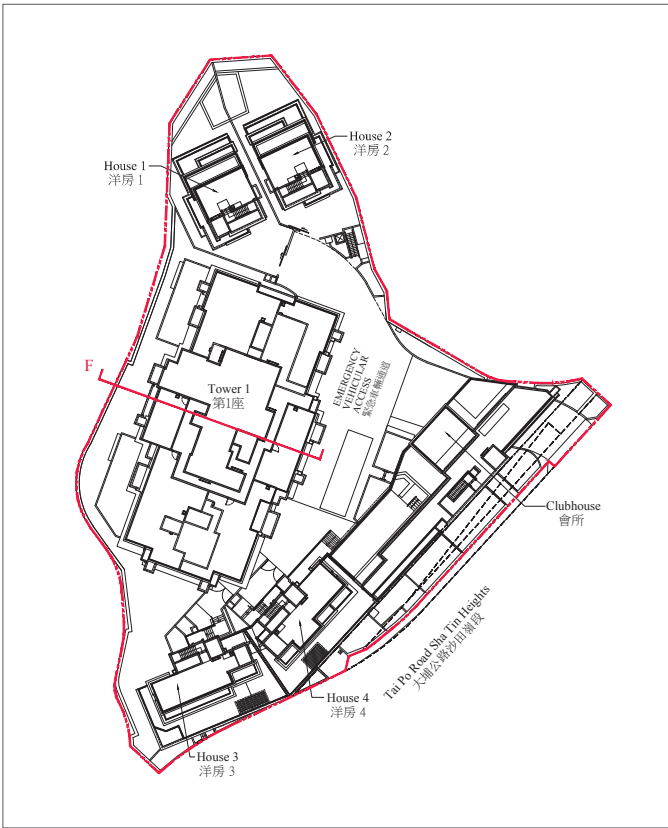 House 2
洋房 2
House 1
洋房 1
F
Tower 1
第1座
EMERGENCY
VEHICULAR
ACCESS
緊急車輛通道
Clubhouse
會所
Tai Po Road Sha Tin Heights
大埔公路沙田嶺段
House 4
洋房 4
House 3
洋房 3